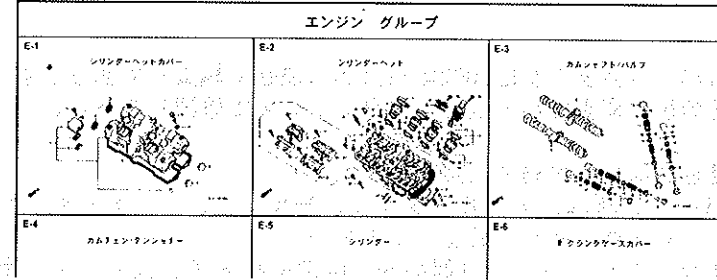 エンジン グループ
E-1
シリンダーヘッドカバー
E-2
シリンダーヘッド
E-3
カムシャフト/バルブ
E-4
カムチェン・テンショナー
E-5
シリンダー
E-6
クランクケースカバー